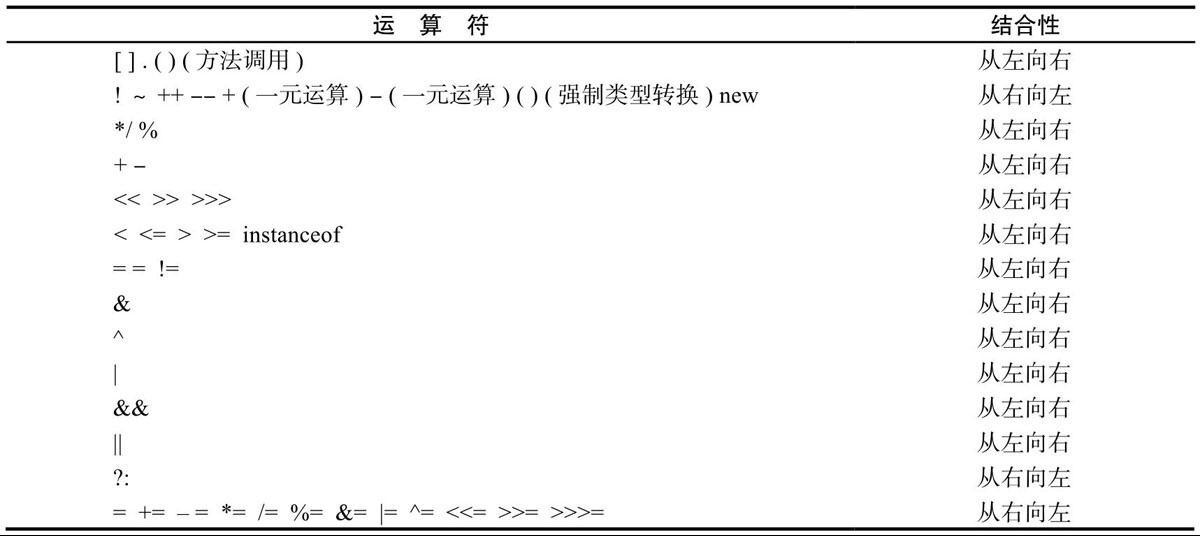 运 算 符 结合性
[ ] . ( ) ( 方法调用 ) 从左向右
! ~ ++ -- + ( 一元运算 ) – ( 一元运算 ) ( ) ( 强制类型转换 ) new 从右向左
*/ % 从左向右
+ – 从左向右
<< >> >>> 从左向右
< <= > >= instanceof 从左向右
= = != 从左向右
& 从左向右
^ 从左向右
| 从左向右
&& 从左向右
|| 从左向右
?: 从右向左
= += – = *= /= %= &= |= ^= <<= >>= >>>= 从右向左